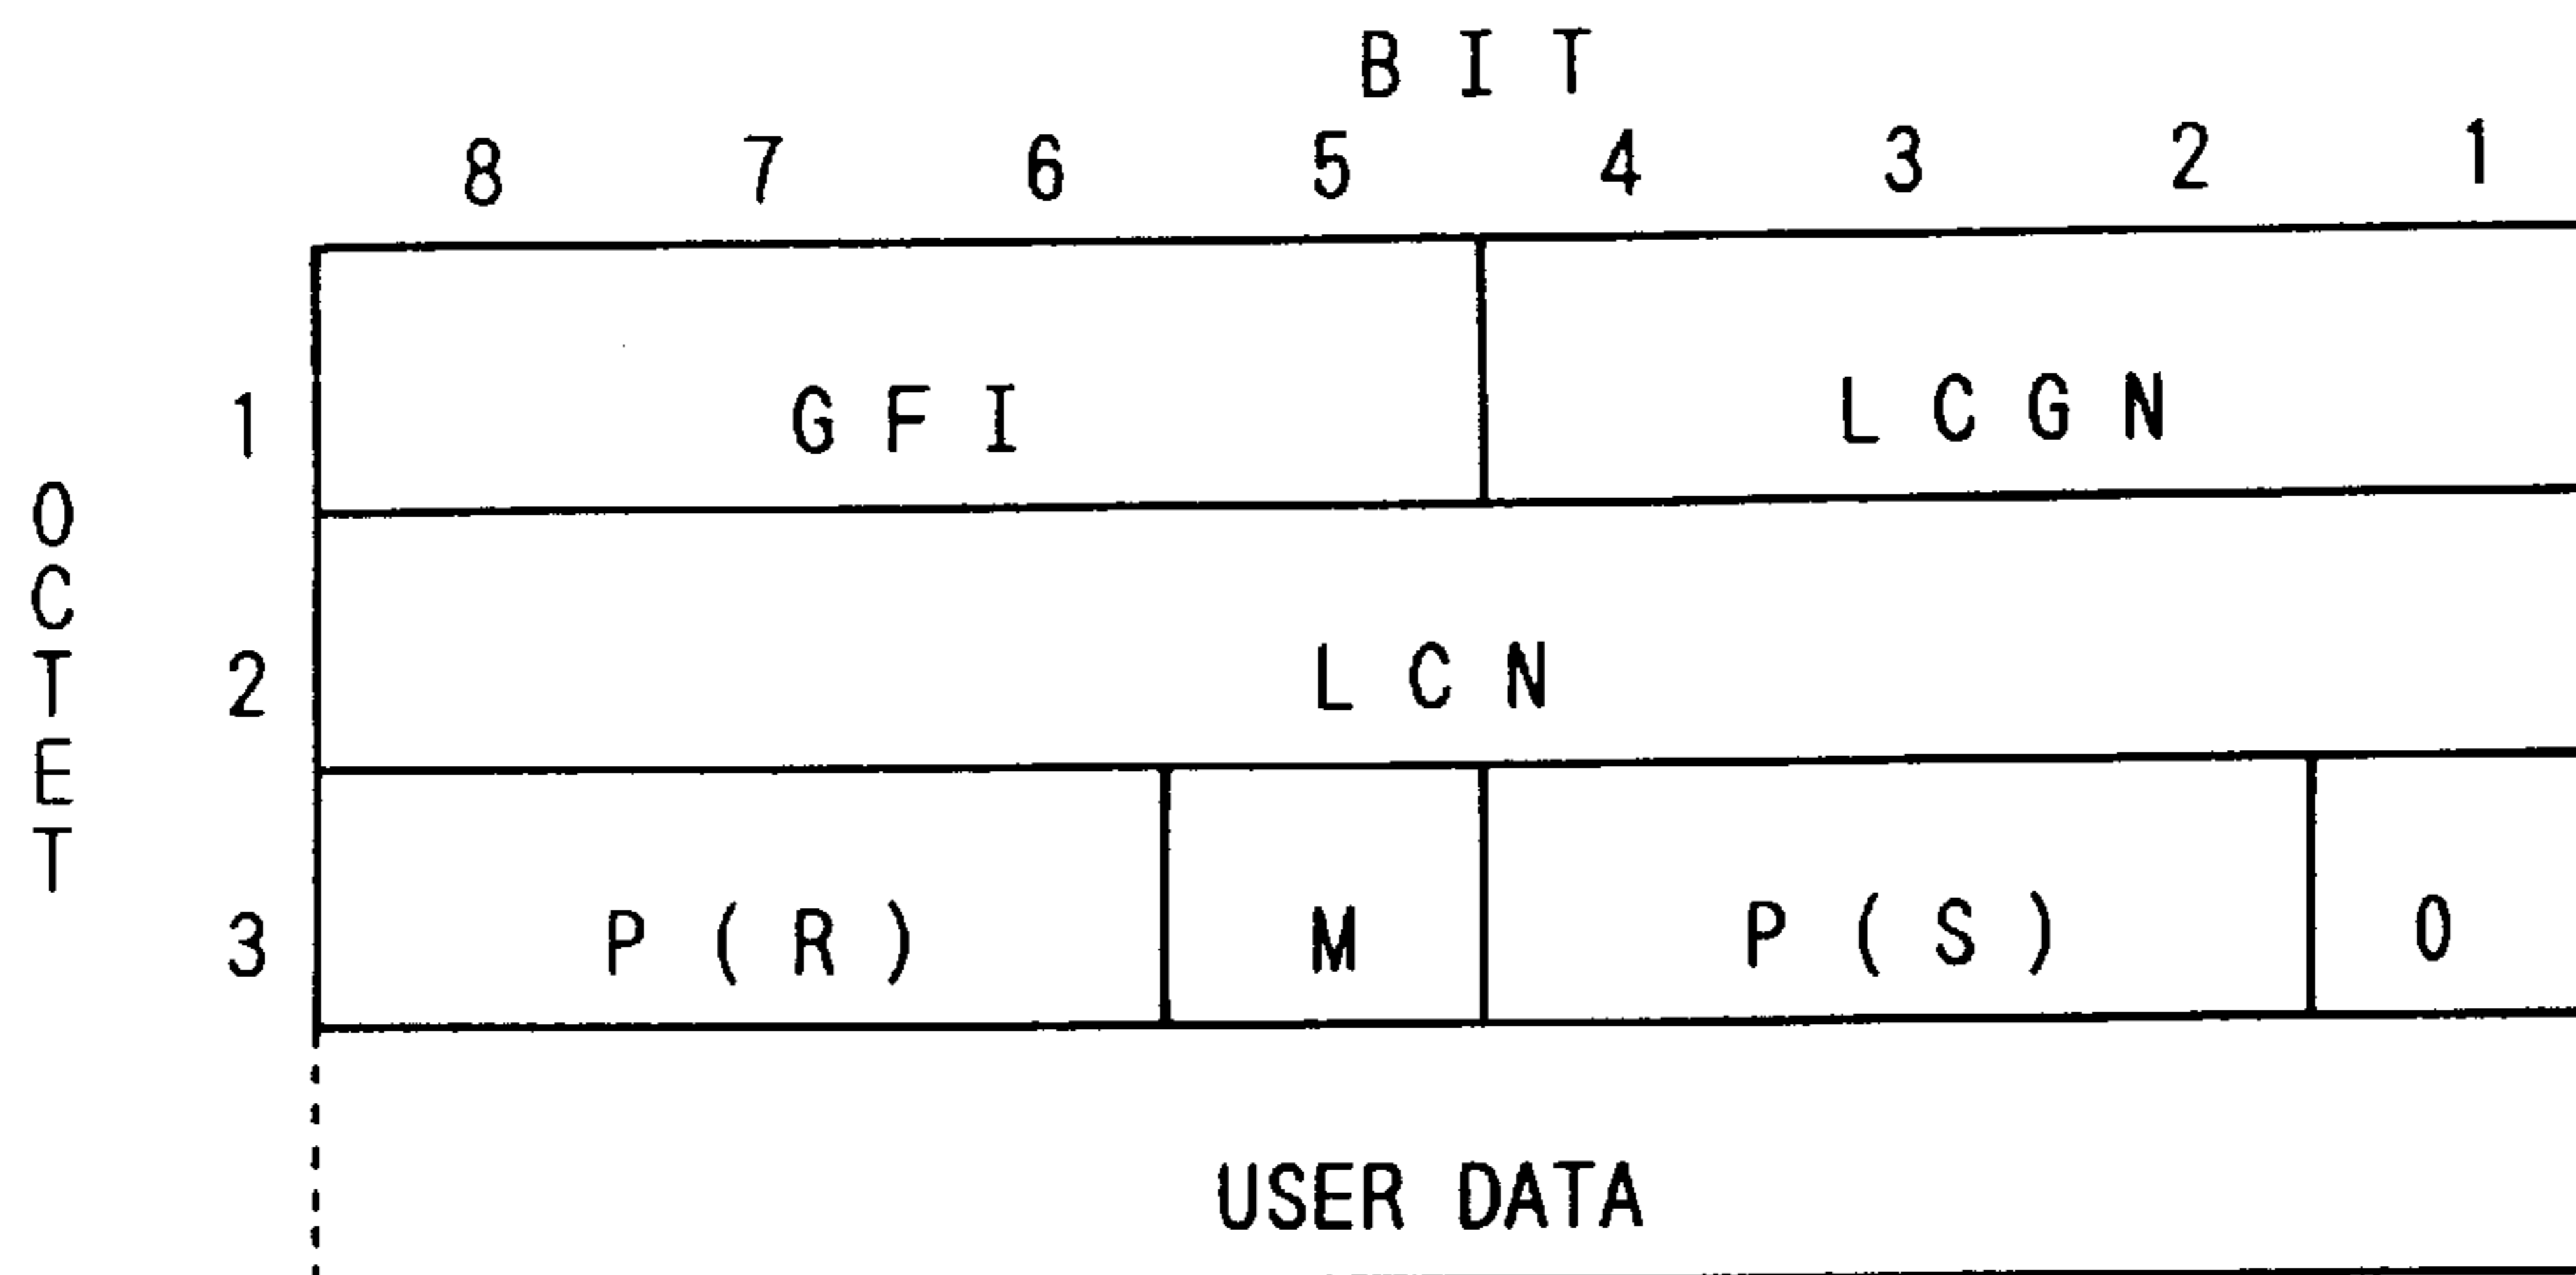 BIT
8 7 6 5 4 3 2 1
OCTET
1 GFI LCGN
2 LCN
3 P(R) M P(S) 0
USER DATA